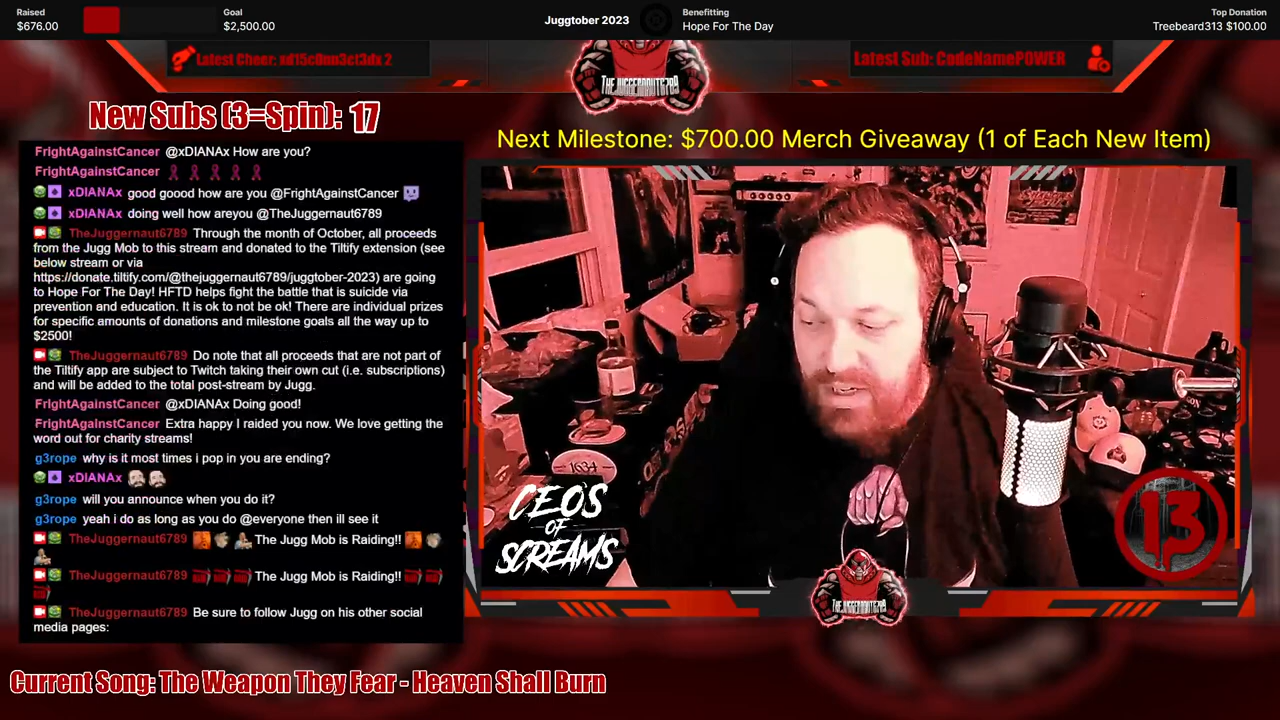 Raised
$676.00
Goal
$2,500.00
Juggtober 2023
Benefitting
Hope For The Day
Top Donation
Treebeard313 $100.00
Latest Cheer: xd15c0nn3ct3dx 2
THEJUGGERNAUT6789
Latest Sub: CodeNamePOWER
New Subs (3=Spin): 17
Next Milestone: $700.00 Merch Giveaway (1 of Each New Item)
FrightAgainstCancer @xDIANAx How are you?
FrightAgainstCancer
xDIANAx good goood how are you @FrightAgainstCancer
xDIANAx doing well how areyou @TheJuggernaut6789
TheJuggernaut6789 Through the month of October, all proceeds
from the Jugg Mob to this stream and donated to the Tiltify extension (see
below stream or via
https://donate.tiltify.com/@thejuggernaut6789/juggtober-2023) are going
to Hope For The Day! HFTD helps fight the battle that is suicide via
prevention and education. It is ok to not be ok! There are individual prizes
for specific amounts of donations and milestone goals all the way up to
$2500!
TheJuggernaut6789 Do note that all proceeds that are not part of
the Tiltify app are subject to Twitch taking their own cut (i.e. subscriptions)
and will be added to the total post-stream by Jugg.
FrightAgainstCancer @xDIANAx Doing good!
FrightAgainstCancer Extra happy I raided you now. We love getting the
word out for charity streams!
g3rope why is it most times i pop in you are ending?
xDIANAx
g3rope will you announce when you do it?
g3rope yeah i do as long as you do @everyone then ill see it
TheJuggernaut6789 The Jugg Mob is Raiding!!
TheJuggernaut6789 The Jugg Mob is Raiding!!
TheJuggernaut6789 Be sure to follow Jugg on his other social
media pages:
1634
CEOS
OF
SCREAMS
13
THEJUGGERNAUT6789
Current Song: The Weapon They Fear - Heaven Shall Burn